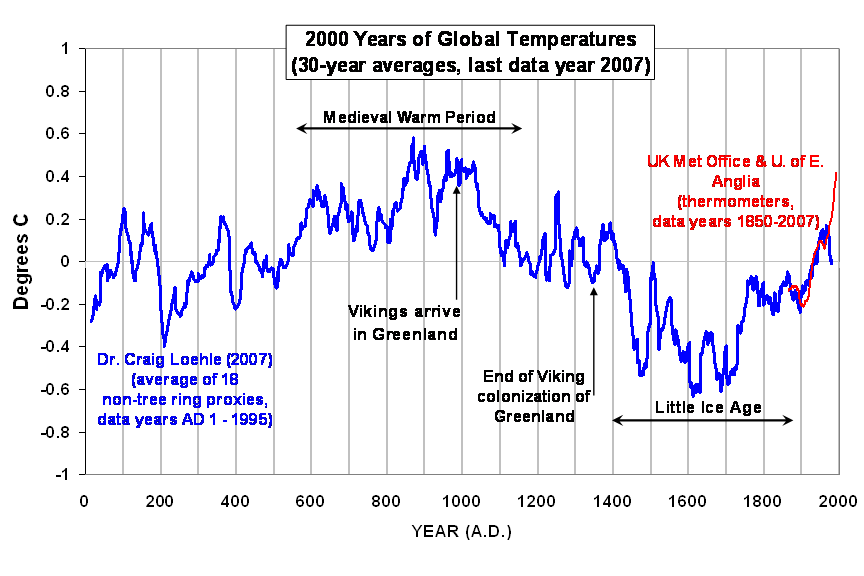 2000 Years of Global Temperatures
(30-year averages, last data year 2007)
Medieval Warm Period
UK Met Office & U. of E.
Anglia
(thermometers,
data years 1850-2007)
Vikings arrive
in Greenland
Dr. Craig Loehle (2007)
(average of 18
non-tree ring proxies,
data years AD 1 - 1995)
End of Viking
colonization of
Greenland
Little Ice Age
Degrees C
1
0.8
0.6
0.4
0.2
0
-0.2
-0.4
-0.6
-0.8
-1
0 200 400 600 800 1000 1200 1400 1600 1800 2000
YEAR (A.D.)